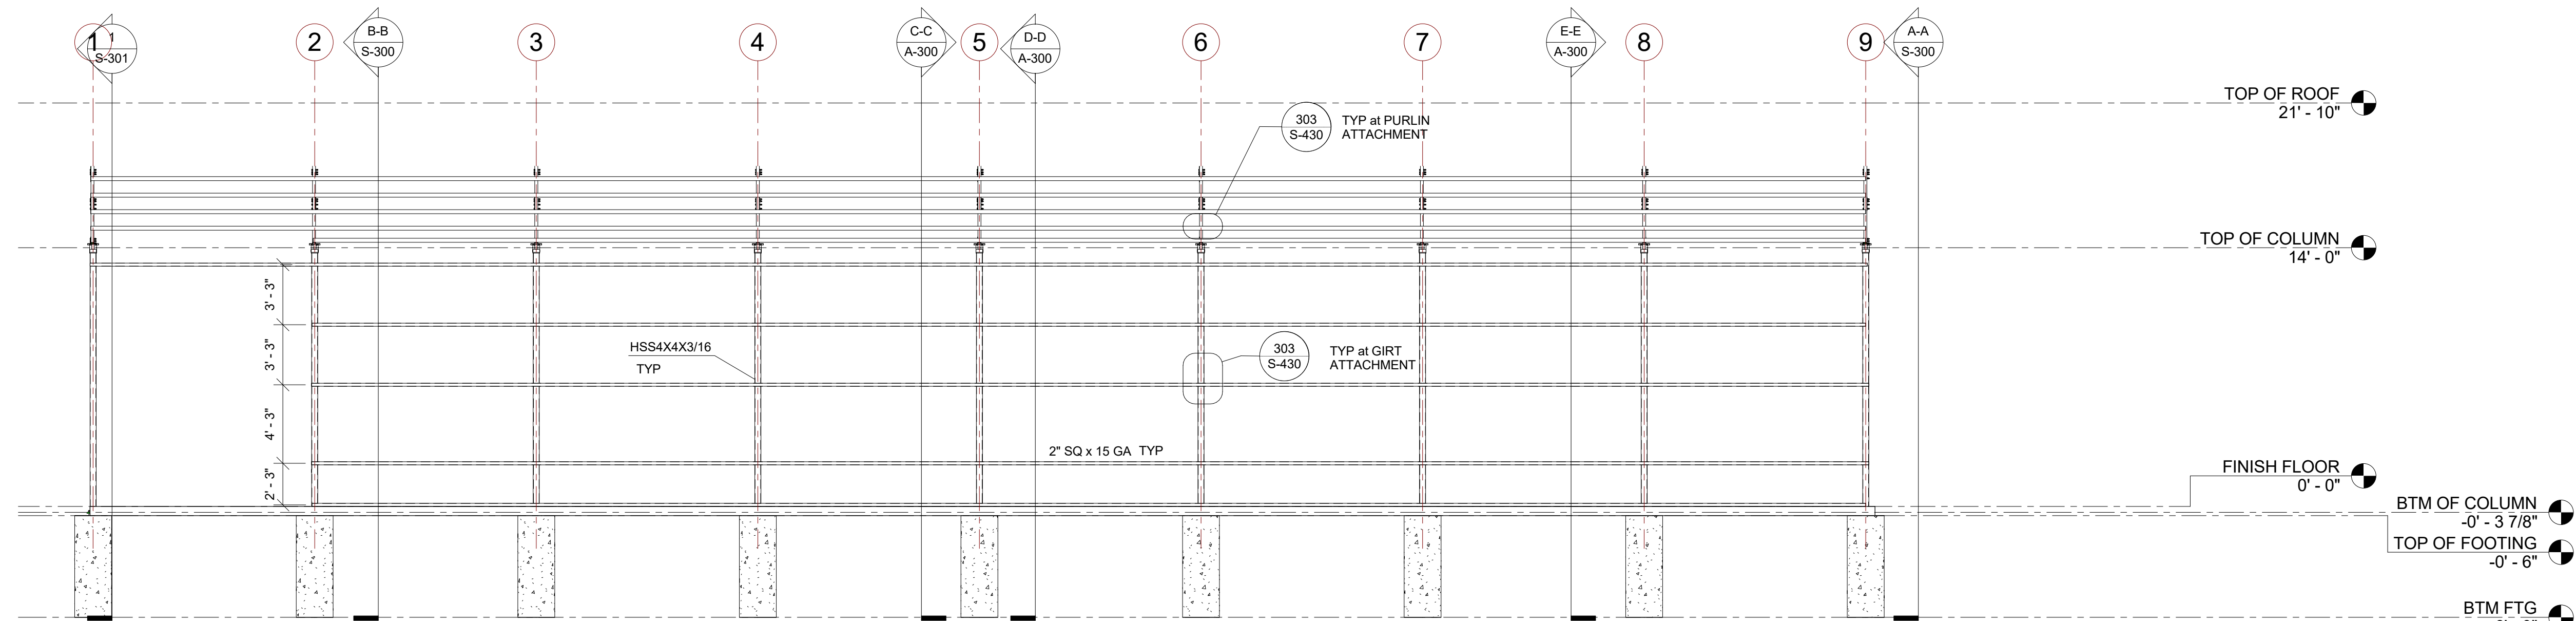 1
1
S-301
2
B-B
S-300
3
4
C-C
A-300
5
D-D
A-300
6
7
E-E
A-300
8
9
A-A
S-300
TOP OF ROOF
21' - 10"
303
S-430
TYP at PURLIN
ATTACHMENT
TOP OF COLUMN
14' - 0"
3' - 3"
3' - 3"
4' - 3"
2' - 3"
HSS4X4X3/16
TYP
303
S-430
TYP at GIRT
ATTACHMENT
2" SQ x 15 GA TYP
FINISH FLOOR
0' - 0"
BTM OF COLUMN
-0' - 3 7/8"
TOP OF FOOTING
-0' - 6"
BTM FTG